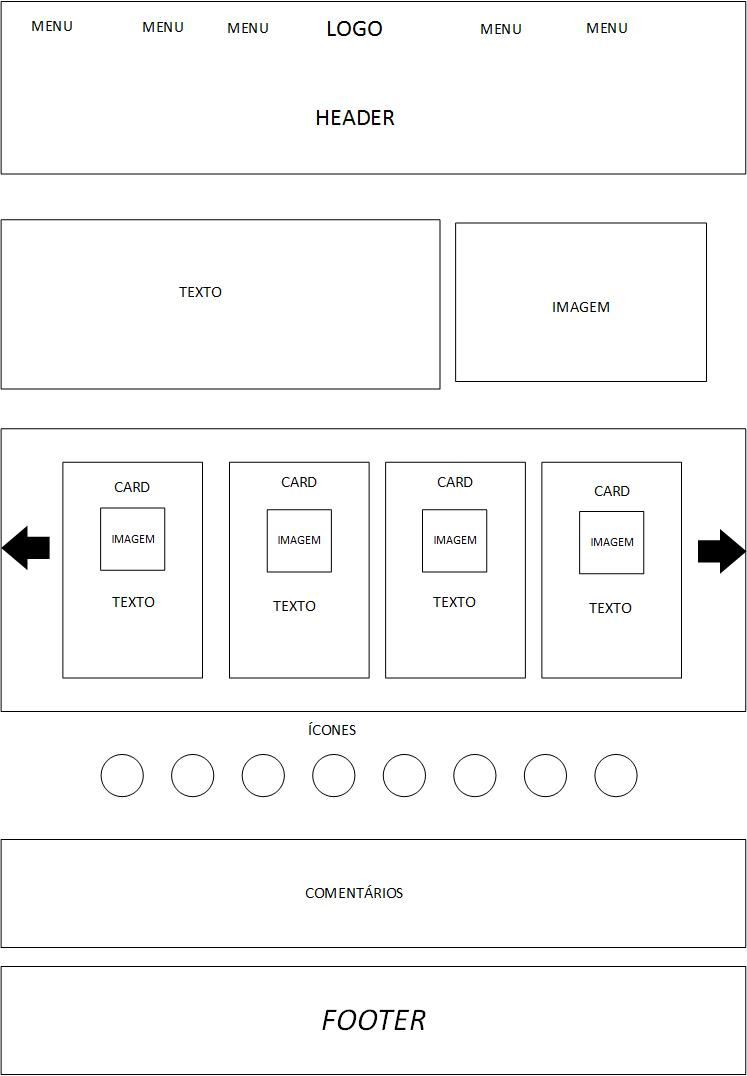 MENU MENU MENU LOGO MENU MENU
HEADER
TEXTO
IMAGEM
CARD CARD CARD CARD
IMAGEM IMAGEM IMAGEM IMAGEM
TEXTO TEXTO TEXTO TEXTO
ÍCONES
COMENTÁRIOS
FOOTER